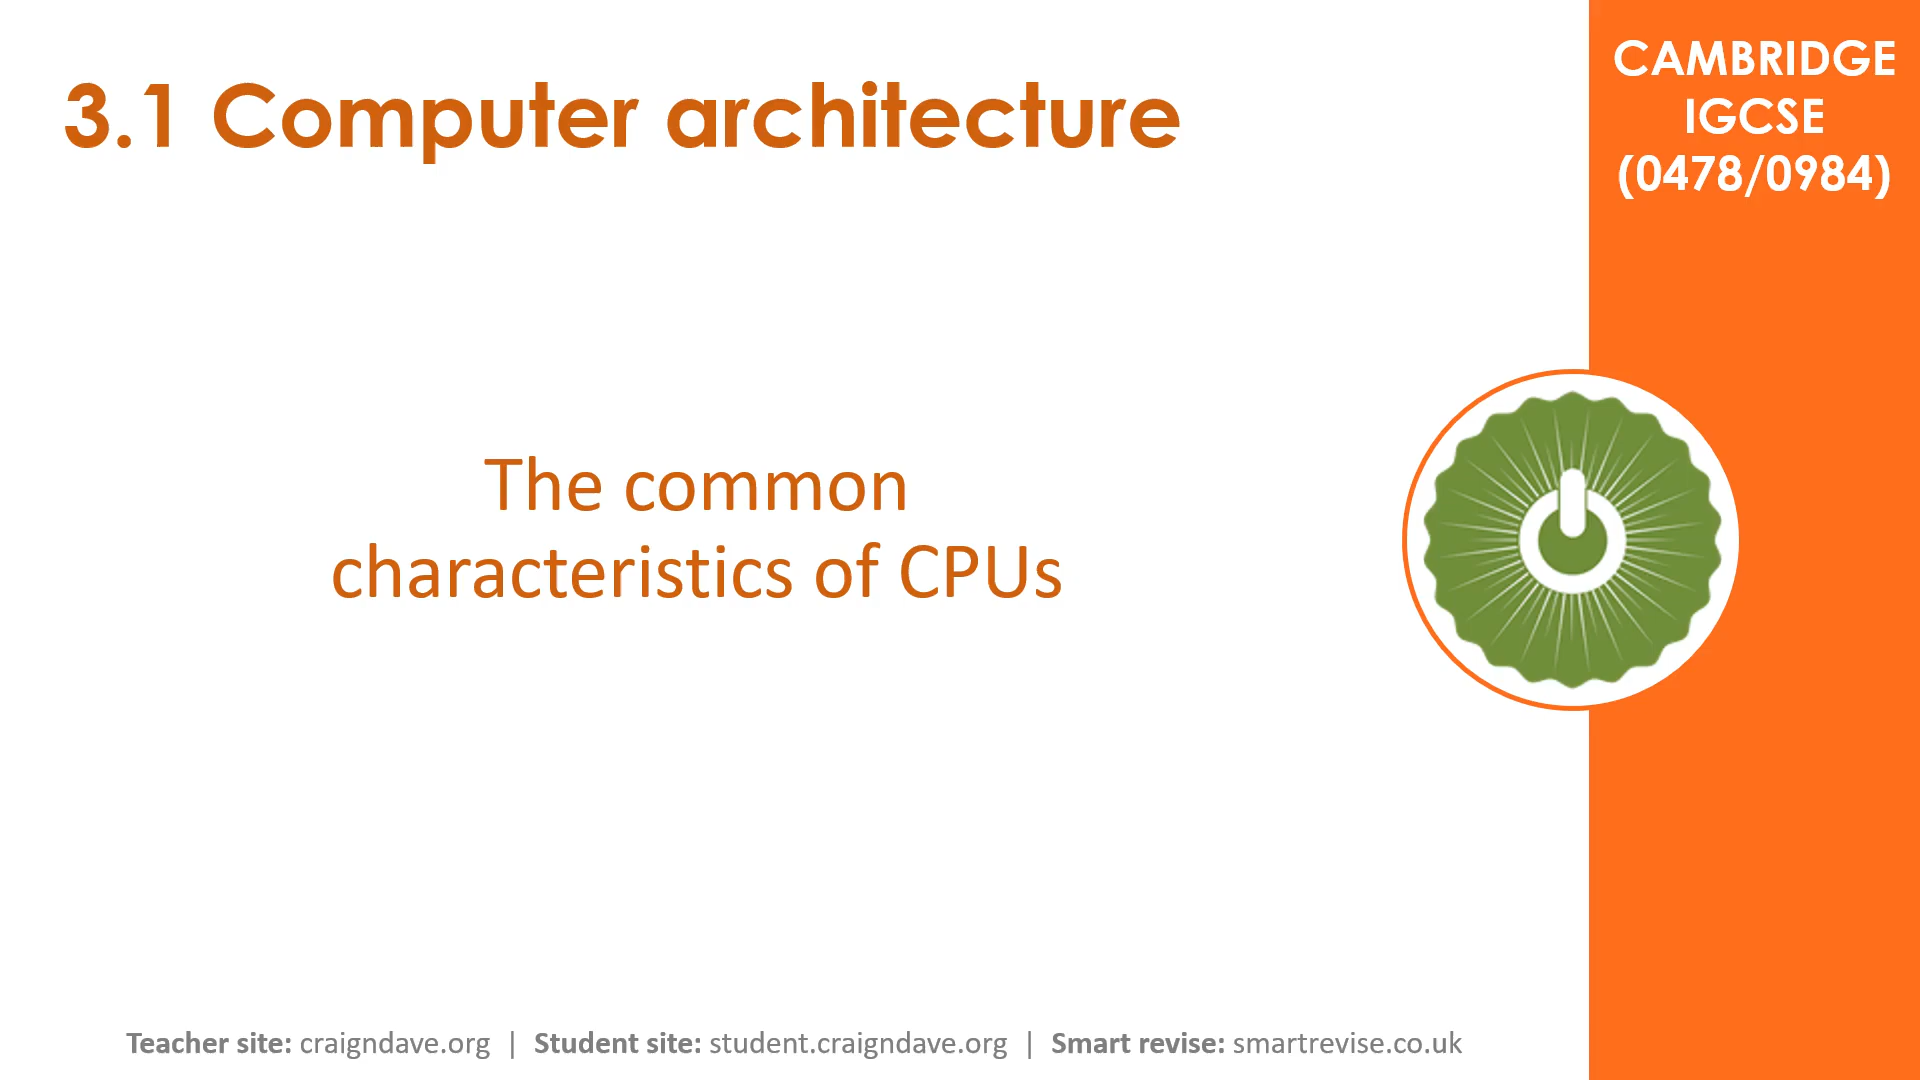 3.1 Computer architecture
CAMBRIDGE
IGCSE
(0478/0984)
The common
characteristics of CPUs
Teacher site: craigndave.org | Student site: student.craigndave.org | Smart revise: smartrevise.co.uk